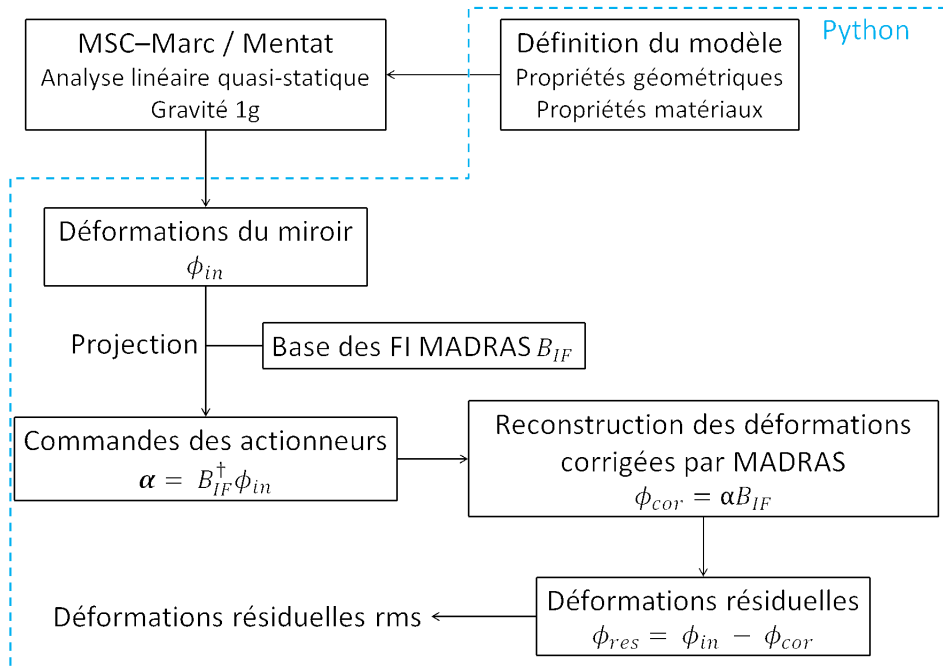 Python
MSC–Marc / Mentat
Analyse linéaire quasi-statique
Gravité 1g
Définition du modèle
Propriétés géometriques
Propriétés matériaux
Déformations du miroir
ϕ_in
Projection
Base des FI MADRAS B_IF
Commandes des actionneurs
α = B_IF^† ϕ_in
Reconstruction des déformations
corrigées par MADRAS
ϕ_cor = αB_IF
Déformations résiduelles
ϕ_res = ϕ_in − ϕ_cor
Déformations résiduelles rms